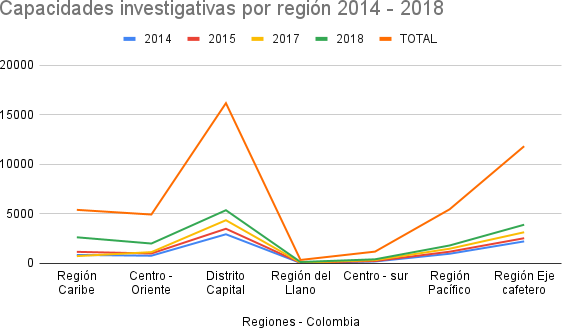 Capacidades investigativas por región 2014 - 2018
2014 2015 2017 2018 TOTAL
20000
15000
10000
5000
0
Región Caribe
Centro - Oriente
Distrito Capital
Región del Llano
Centro - sur
Región Pacífico
Región Eje cafetero
Regiones - Colombia